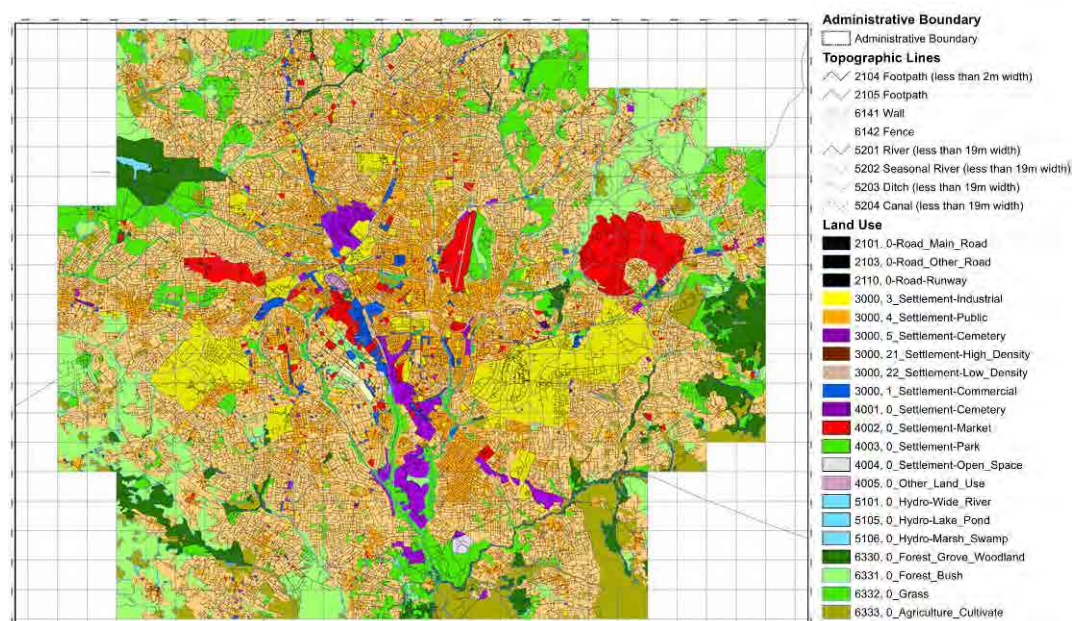 Administrative Boundary
Administrative Boundary
Topographic Lines
2104 Footpath (less than 2m width)
2105 Footpath
6141 Wall
6142 Fence
5201 River (less than 19m width)
5202 Seasonal River (less than 19m width)
5203 Ditch (less than 19m width)
5204 Canal (less than 19m width)
Land Use
2101, 0-Road_Main_Road
2103, 0-Road_Other_Road
2110, 0-Road-Runway
3000, 3_Settlement-Industrial
3000, 4_Settlement-Public
3000, 5_Settlement-Cemetery
3000, 21_Settlement-High_Density
3000, 22_Settlement-Low_Density
3000, 1_Settlement-Commercial
4001, 0_Settlement-Cemetery
4002, 0_Settlement-Market
4003, 0_Settlement-Park
4004, 0_Settlement-Open_Space
4005, 0_Other_Land_Use
5101, 0_Hydro-Wide_River
5105, 0_Hydro-Lake_Pond
5106, 0_Hydro-Marsh_Swamp
6330, 0_Forest_Grove_Woodland
6331, 0_Forest_Bush
6332, 0_Grass
6333, 0_Agriculture_Cultivate